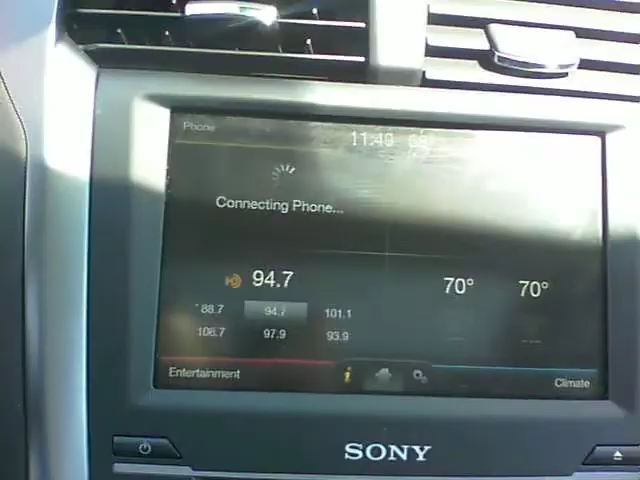 Phone
11:49
Connecting Phone...
94.7
70° 70°
88.7 94.7 101.1
106.7 97.9 93.9
Entertainment
Climate
SONY